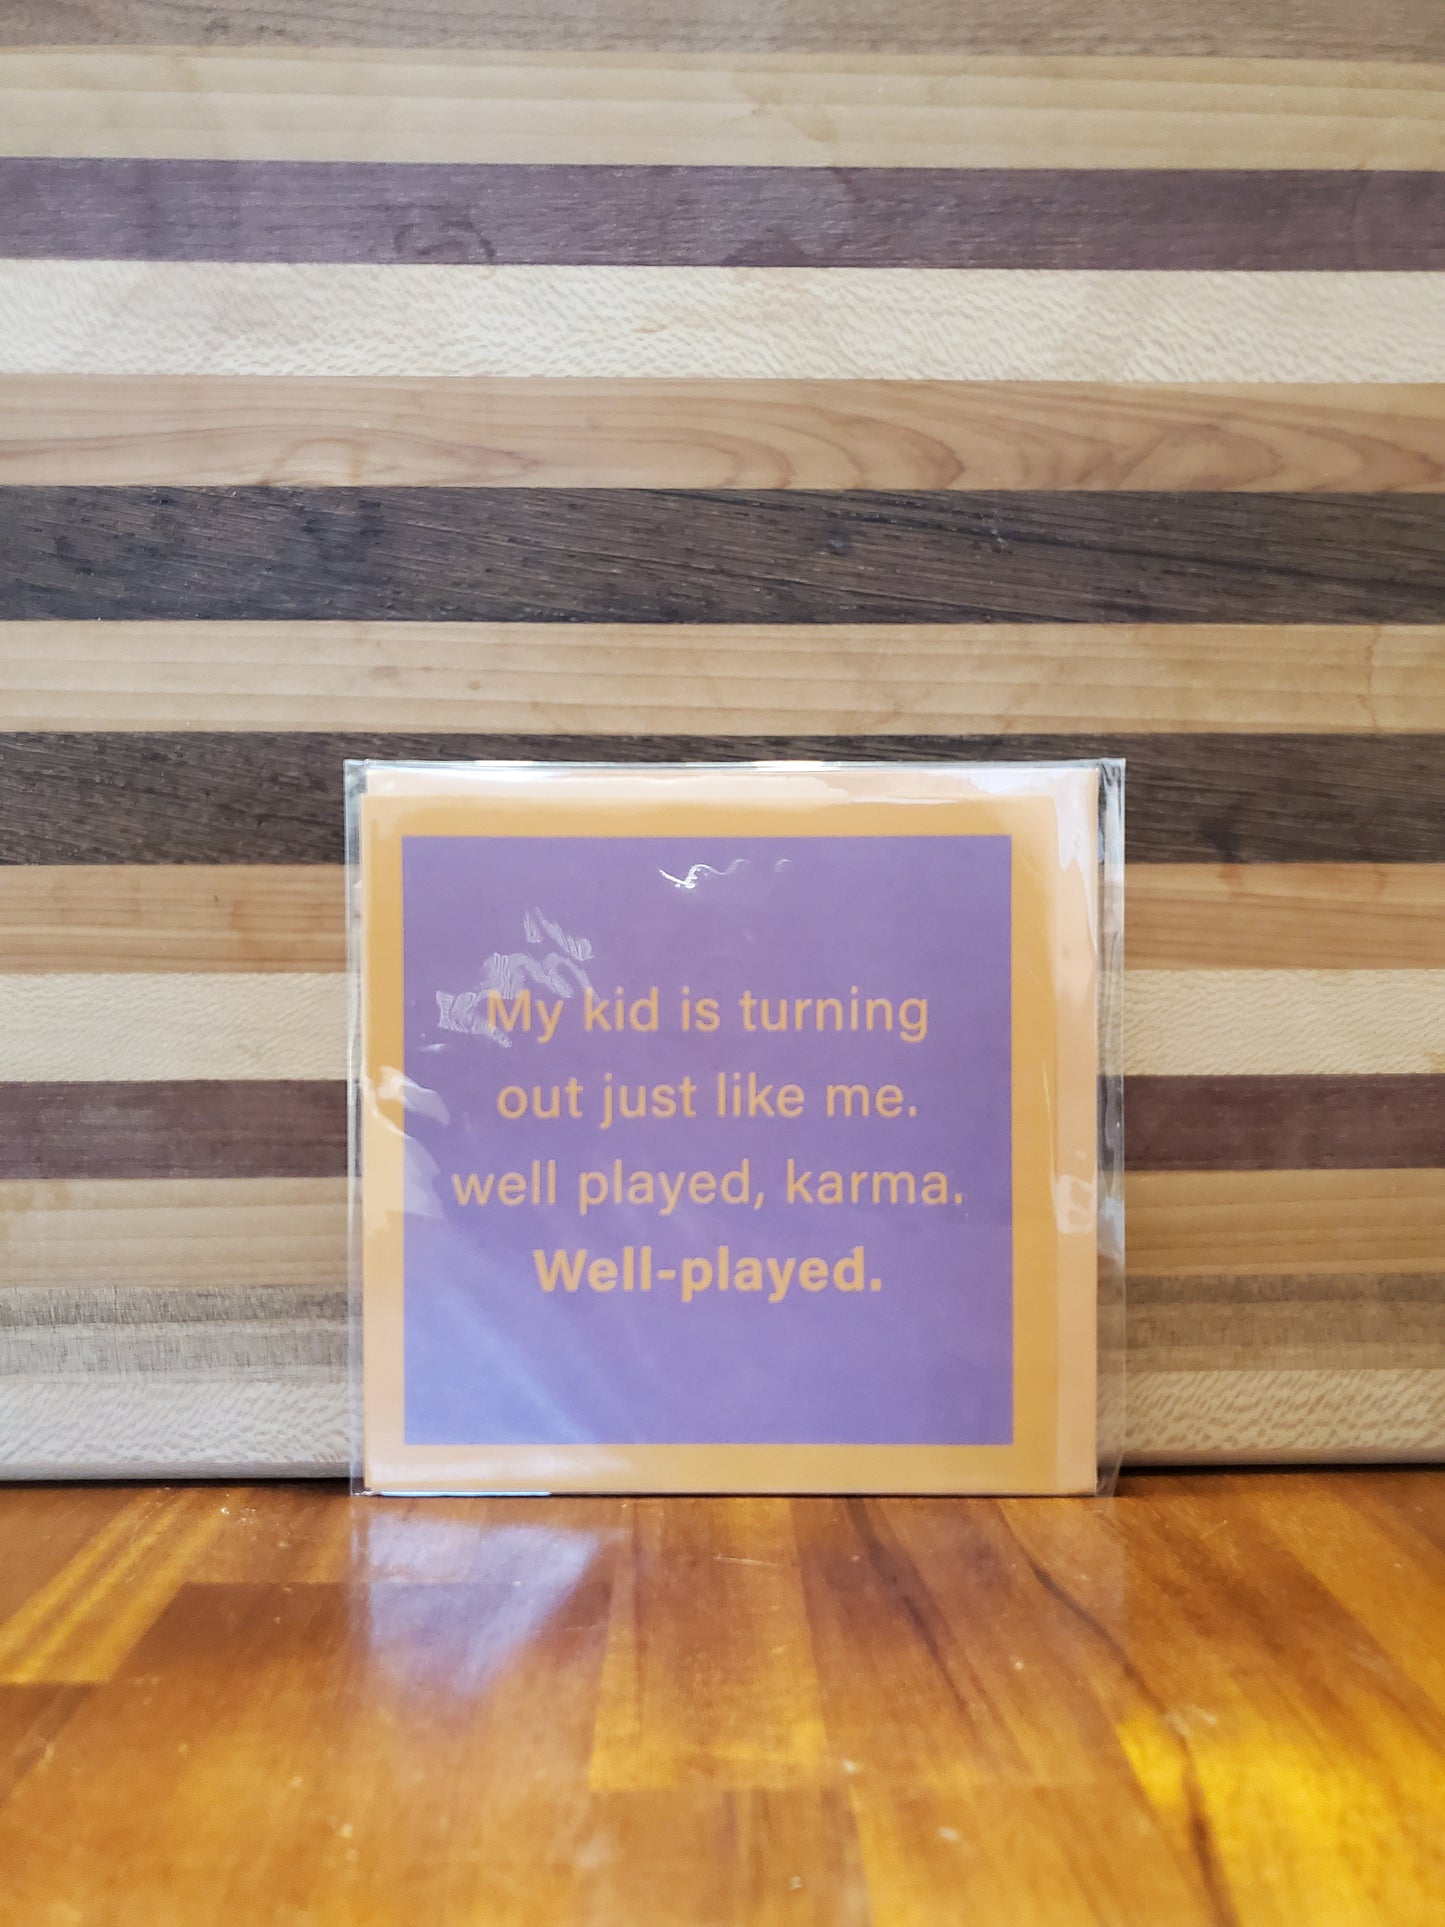 My kid is turning
out just like me.
well played, karma.
Well-played.